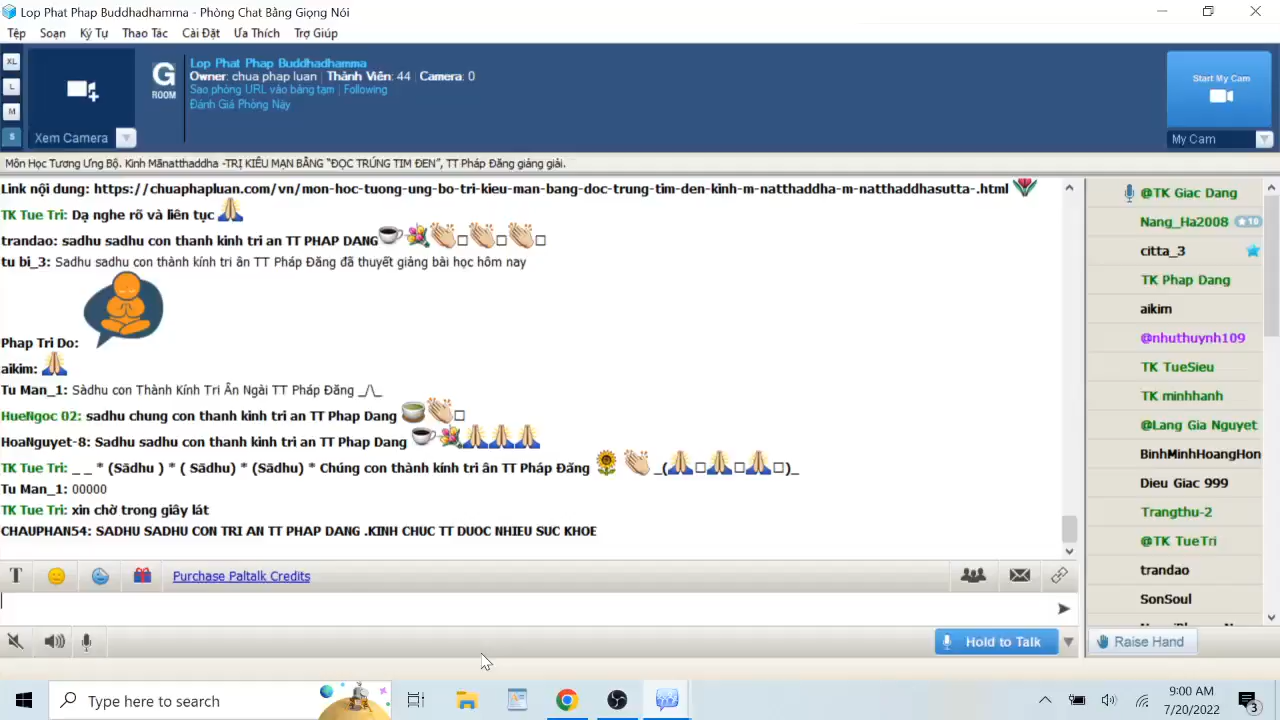 Lop Phat Phap Buddhadhamma - Phòng Chat Bằng Giọng Nói
Tệp Soạn Ký Tự Thao Tác Cài Đặt Ưa Thích Trợ Giúp
XL
L
M
S
Xem Camera
G
ROOM
Lop Phat Phap Buddhadhamma
Owner: chua phap luan | Thành Viên: 44 | Camera: 0
Sao phòng URL vào bảng tạm | Following
Đánh Giá Phòng Này
Start My Cam
My Cam
Môn Học Tương Ưng Bộ. Kinh Mānatthaddha -TRỊ KIÊU MẠN BẰNG “ĐỌC TRÚNG TIM ĐEN”, TT Pháp Đăng giảng giải.
Link nội dung: https://chuaphapluan.com/vn/mon-hoc-tuong-ung-bo-tri-kieu-man-bang-doc-trung-tim-den-kinh-m-natthaddha-m-natthaddhasutta-.html
TK Tue Tri: Dạ nghe rõ và liên tục
trandao: sadhu sadhu con thanh kinh tri an TT PHAP DANG
tu bi_3: Sadhu sadhu con thành kính tri ân TT Pháp Đăng đã thuyết giảng bài học hôm nay
Phap Tri Do:
aikim:
Tu Man_1: Sàdhu con Thành Kính Tri Ân Ngài TT Pháp Đăng _/\_
HueNgoc 02: sadhu chung con thanh kinh tri an TT Phap Dang
HoaNguyet-8: Sadhu sadhu con thanh kinh tri an TT Phap Dang
TK Tue Tri: _ _ * (Sādhu ) * ( Sādhu) * (Sādhu) * Chúng con thành kính tri ân TT Pháp Đăng _( )_
Tu Man_1: 00000
TK Tue Tri: xin chờ trong giây lát
CHAUPHAN54: SADHU SADHU CON TRI AN TT PHAP DANG .KINH CHUC TT DUOC NHIEU SUC KHOE
@TK Giac Dang
Nang_Ha2008 10
citta_3
TK Phap Dang
aikim
@nhuthuynh109
TK TueSieu
TK minhhanh
@Lang Gia Nguyet
BinhMinhHoangHon
Dieu Giac 999
Trangthu-2
@TK TueTri
trandao
SonSoul
T
Purchase Paltalk Credits
Hold to Talk
Raise Hand
Type here to search
9:00 AM
7/20/2022
3